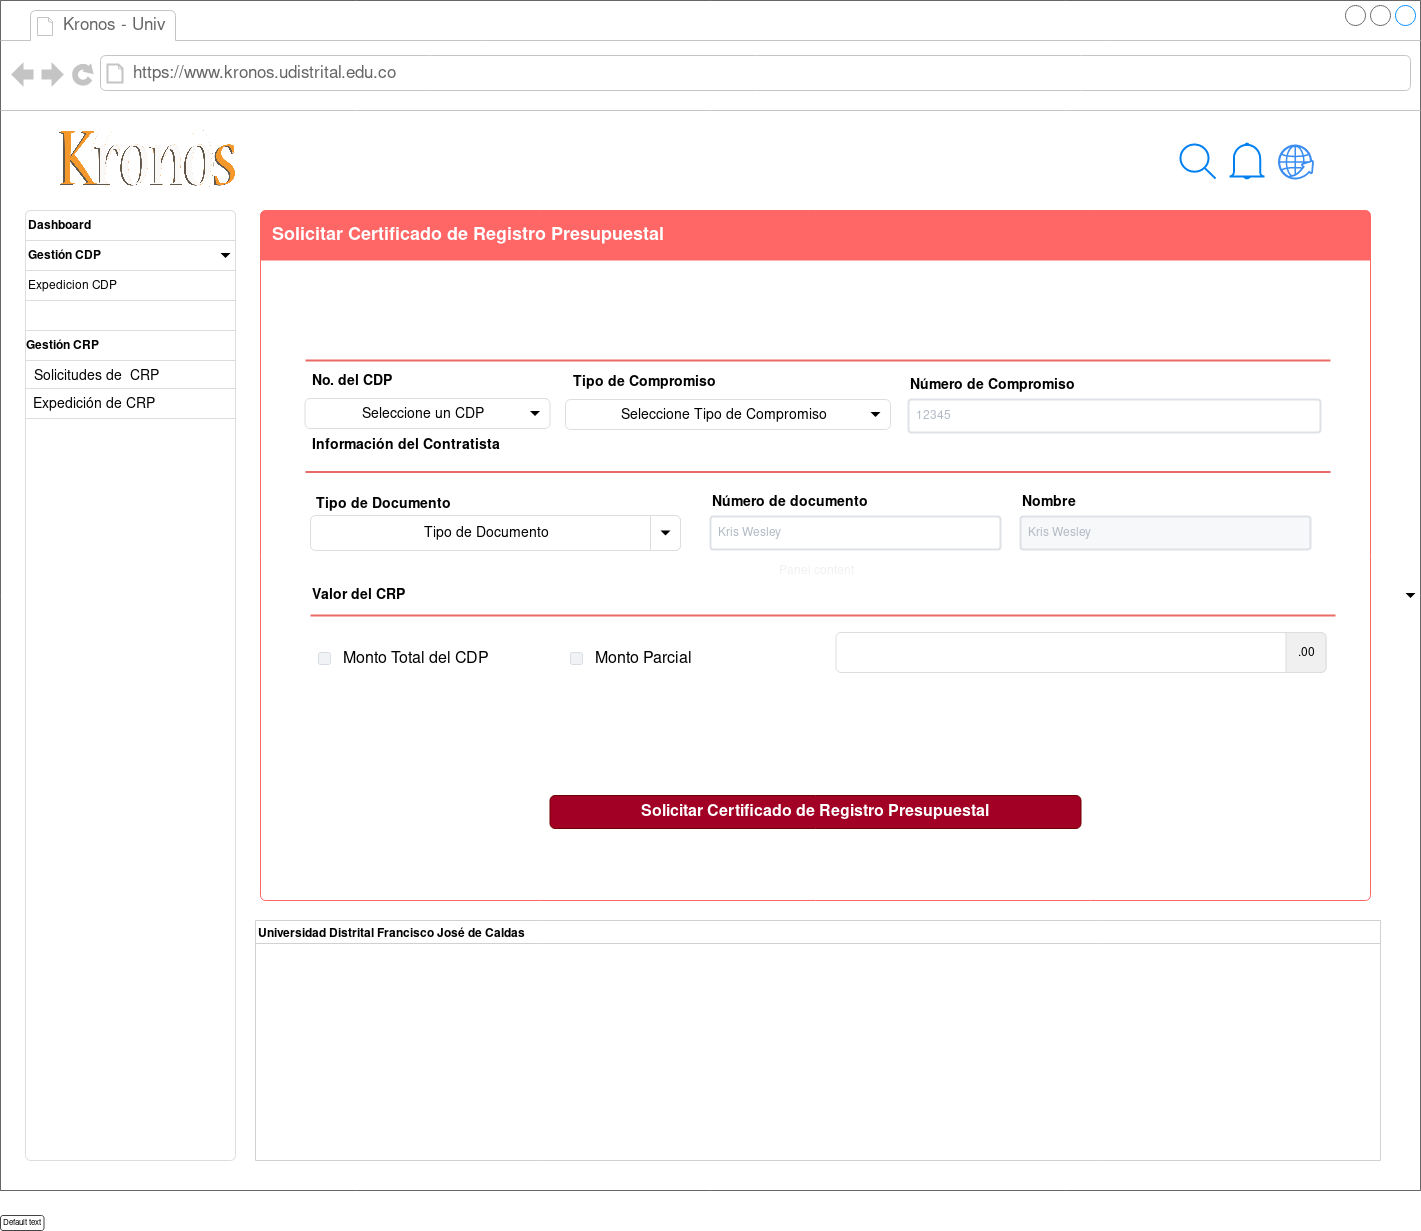 Kronos - Univ
https://www.kronos.udistrital.edu.co
Kronos
Dashboard
Gestión CDP
Expedicion CDP
Gestión CRP
Solicitudes de  CRP
Expedición de CRP
Solicitar Certificado de Registro Presupuestal
No. del CDP
Tipo de Compromiso
Número de Compromiso
Seleccione un CDP
Seleccione Tipo de Compromiso
12345
Información del Contratista
Tipo de Documento
Número de documento
Nombre
Tipo de Documento
Kris Wesley
Kris Wesley
Panel content
Valor del CRP
Monto Total del CDP
Monto Parcial
.00
Solicitar Certificado de Registro Presupuestal
Universidad Distrital Francisco José de Caldas
Default text